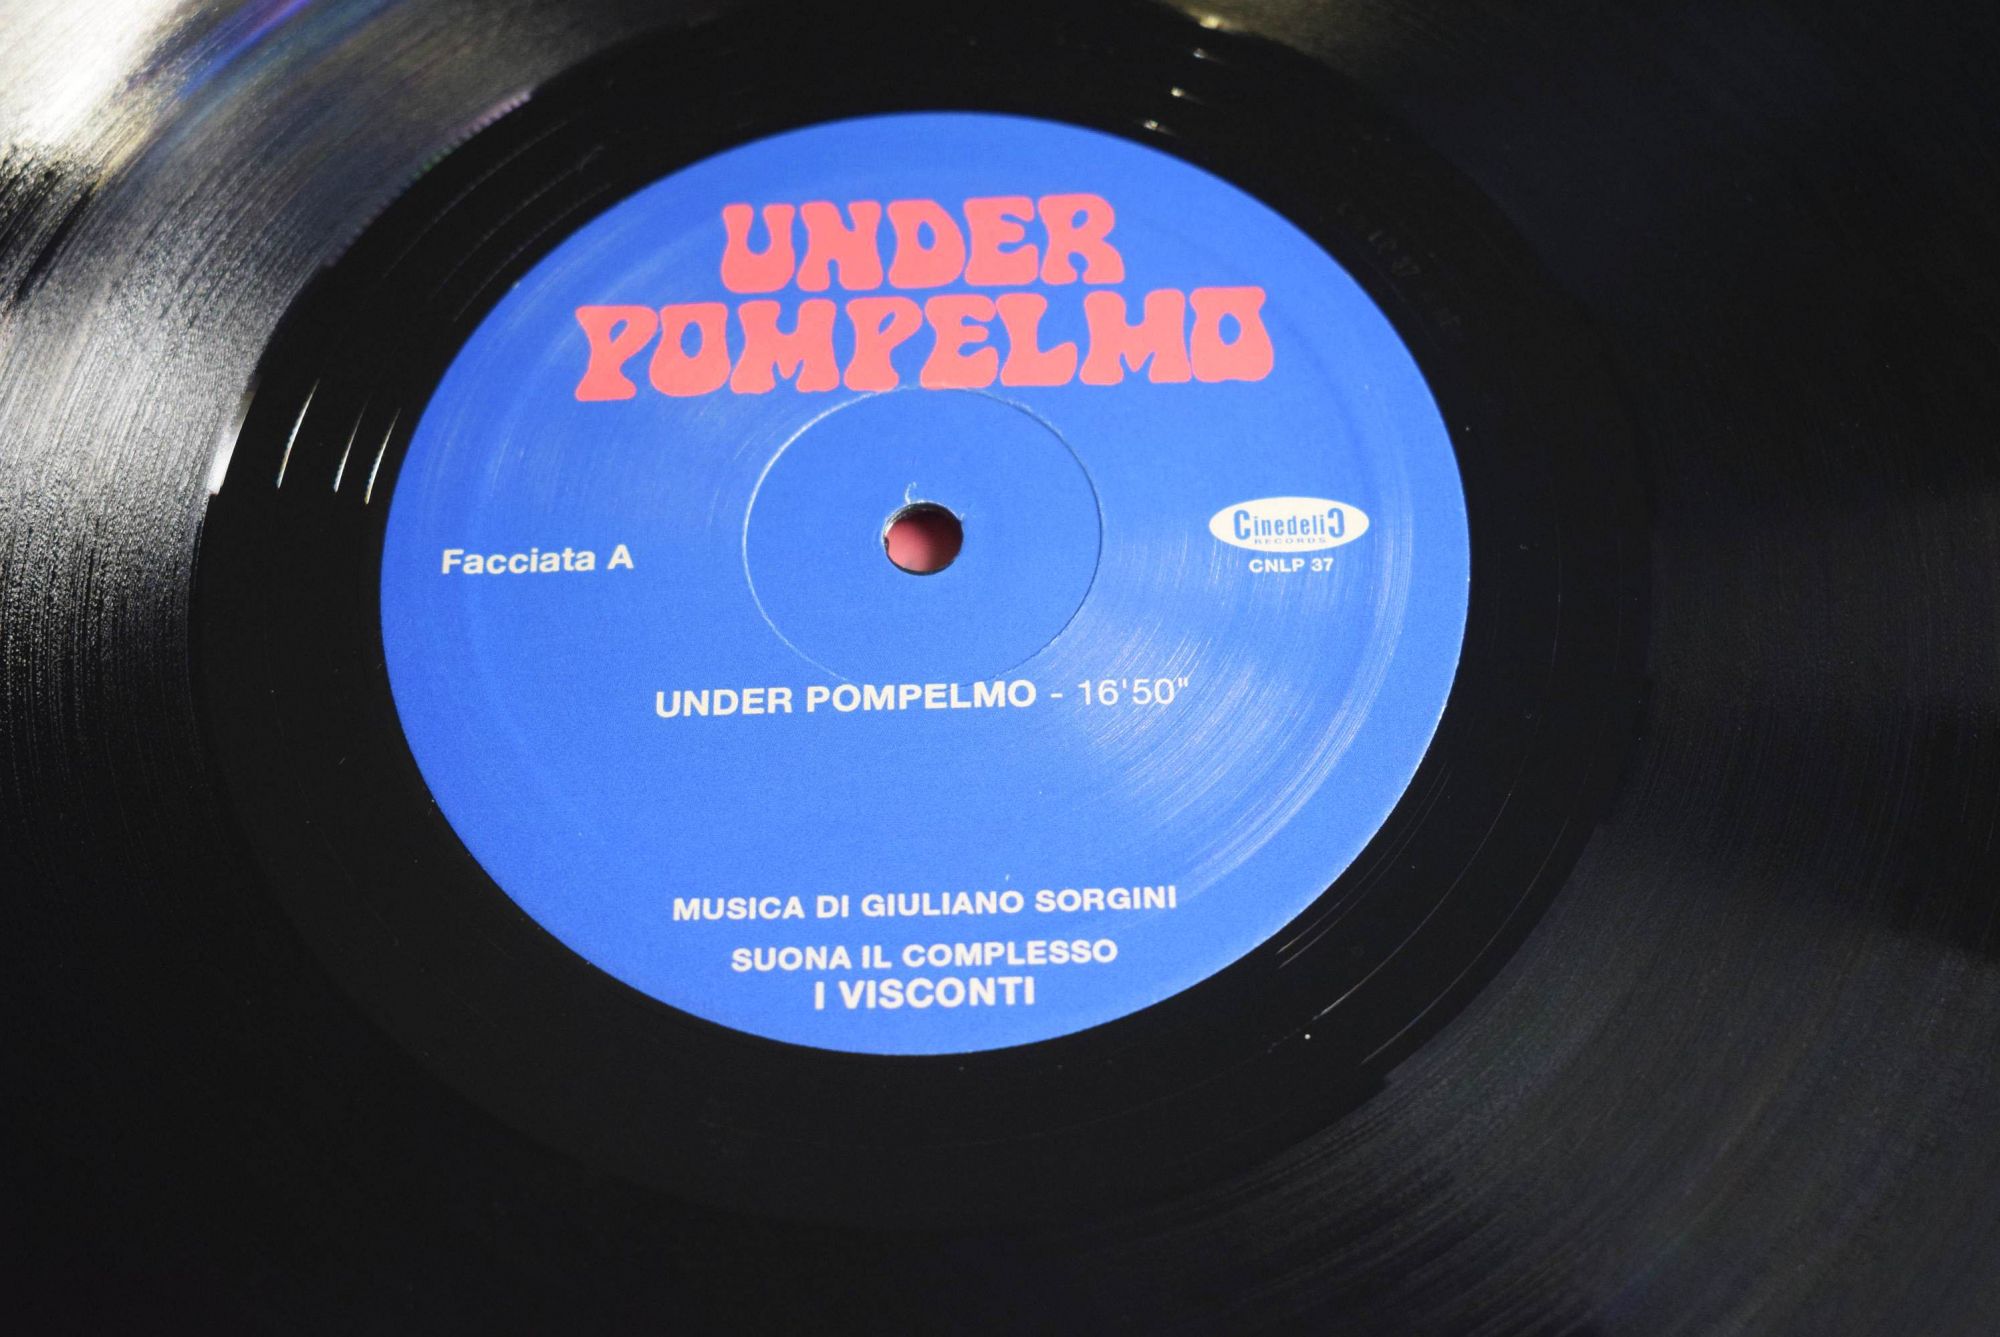 UNDER
POMPELMO
Facciata A
CinedeliC
RECORDS
CNLP 37
UNDER POMPELMO - 16'50"
MUSICA DI GIULIANO SORGINI
SUONA IL COMPLESSO
I VISCONTI